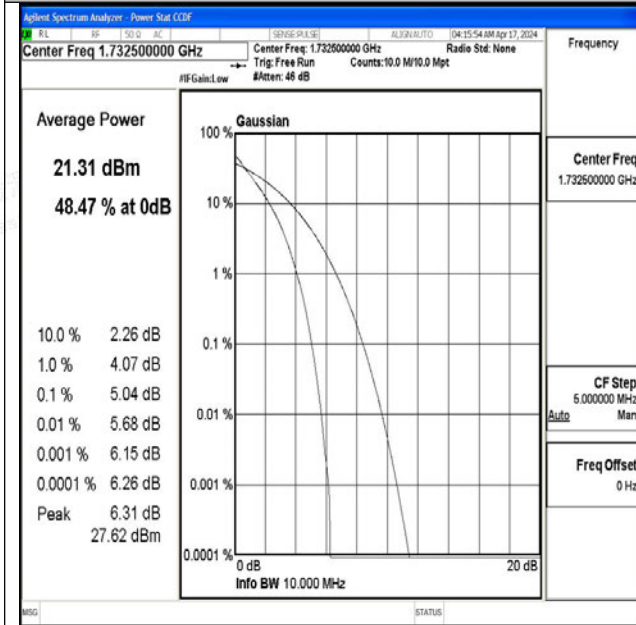 Agilent Spectrum Analyzer - Power Stat CCDF
RL RF 50 Ω AC SENSE:PULSE ALIGNAUTO 04:15:54 AM Apr 17, 2024
Center Freq 1.732500000 GHz
Center Freq: 1.732500000 GHz Radio Std: None
Trig: Free Run Counts:10.0 M/10.0 Mpt
#IFGain:Low #Atten: 46 dB
Frequency
Average Power
21.31 dBm
48.47 % at 0dB
10.0 % 2.26 dB
1.0 % 4.07 dB
0.1 % 5.04 dB
0.01 % 5.68 dB
0.001 % 6.15 dB
0.0001 % 6.26 dB
Peak 6.31 dB
27.62 dBm
Gaussian
100 %
10 %
1 %
0.1 %
0.01 %
0.001 %
0.0001 %
0 dB 20 dB
Info BW 10.000 MHz
Center Freq
1.732500000 GHz
CF Step
5.000000 MHz
Auto Man
Freq Offset
0 Hz
MSG STATUS